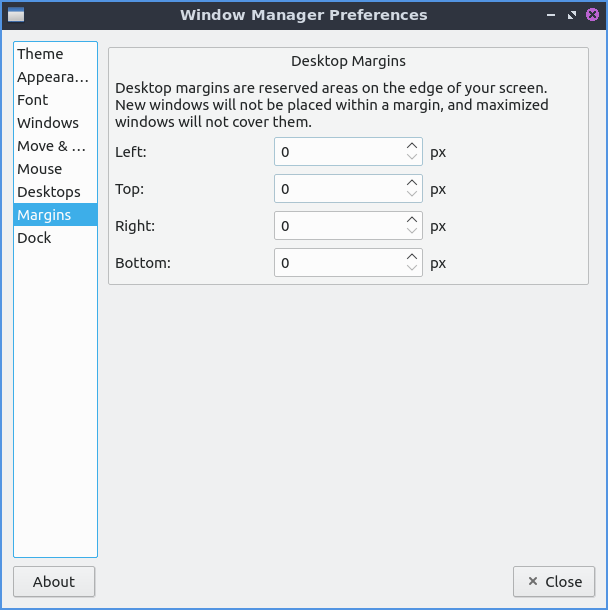 Window Manager Preferences
Theme
Appeara...
Font
Windows
Move & ...
Mouse
Desktops
Margins
Dock
Desktop Margins
Desktop margins are reserved areas on the edge of your screen.
New windows will not be placed within a margin, and maximized
windows will not cover them.
Left: 0 px
Top: 0 px
Right: 0 px
Bottom: 0 px
About
Close